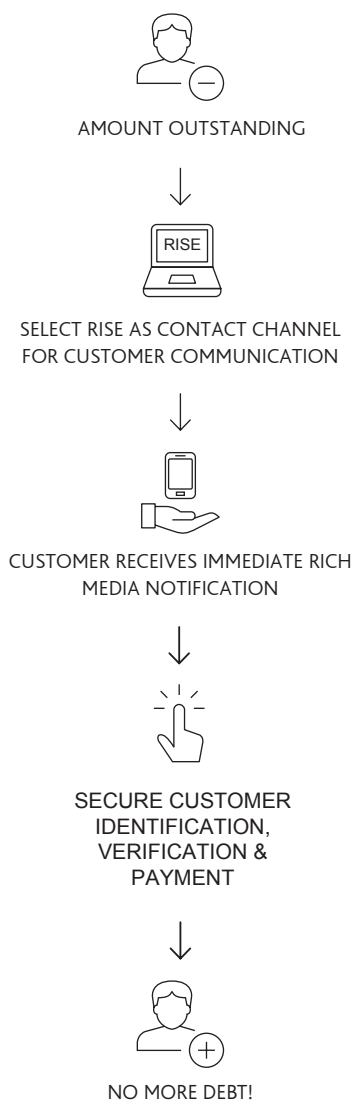 AMOUNT OUTSTANDING
RISE
SELECT RISE AS CONTACT CHANNEL
FOR CUSTOMER COMMUNICATION
CUSTOMER RECEIVES IMMEDIATE RICH
MEDIA NOTIFICATION
SECURE CUSTOMER
IDENTIFICATION,
VERIFICATION &
PAYMENT
NO MORE DEBT!